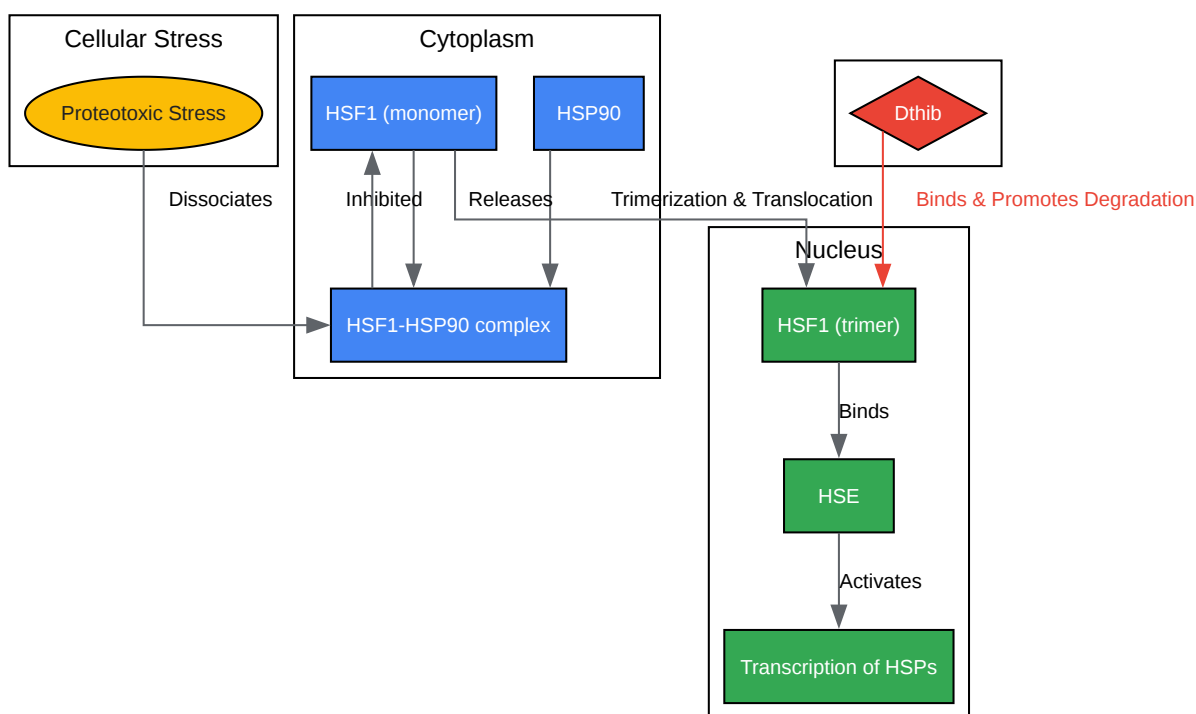 Cellular Stress
Cytoplasm
Proteotoxic Stress
HSF1 (monomer)
HSP90
Dthib
Dissociates
Inhibited
Releases
Trimerization & Translocation
Binds & Promotes Degradation
Nucleus
HSF1-HSP90 complex
HSF1 (trimer)
Binds
HSE
Activates
Transcription of HSPs